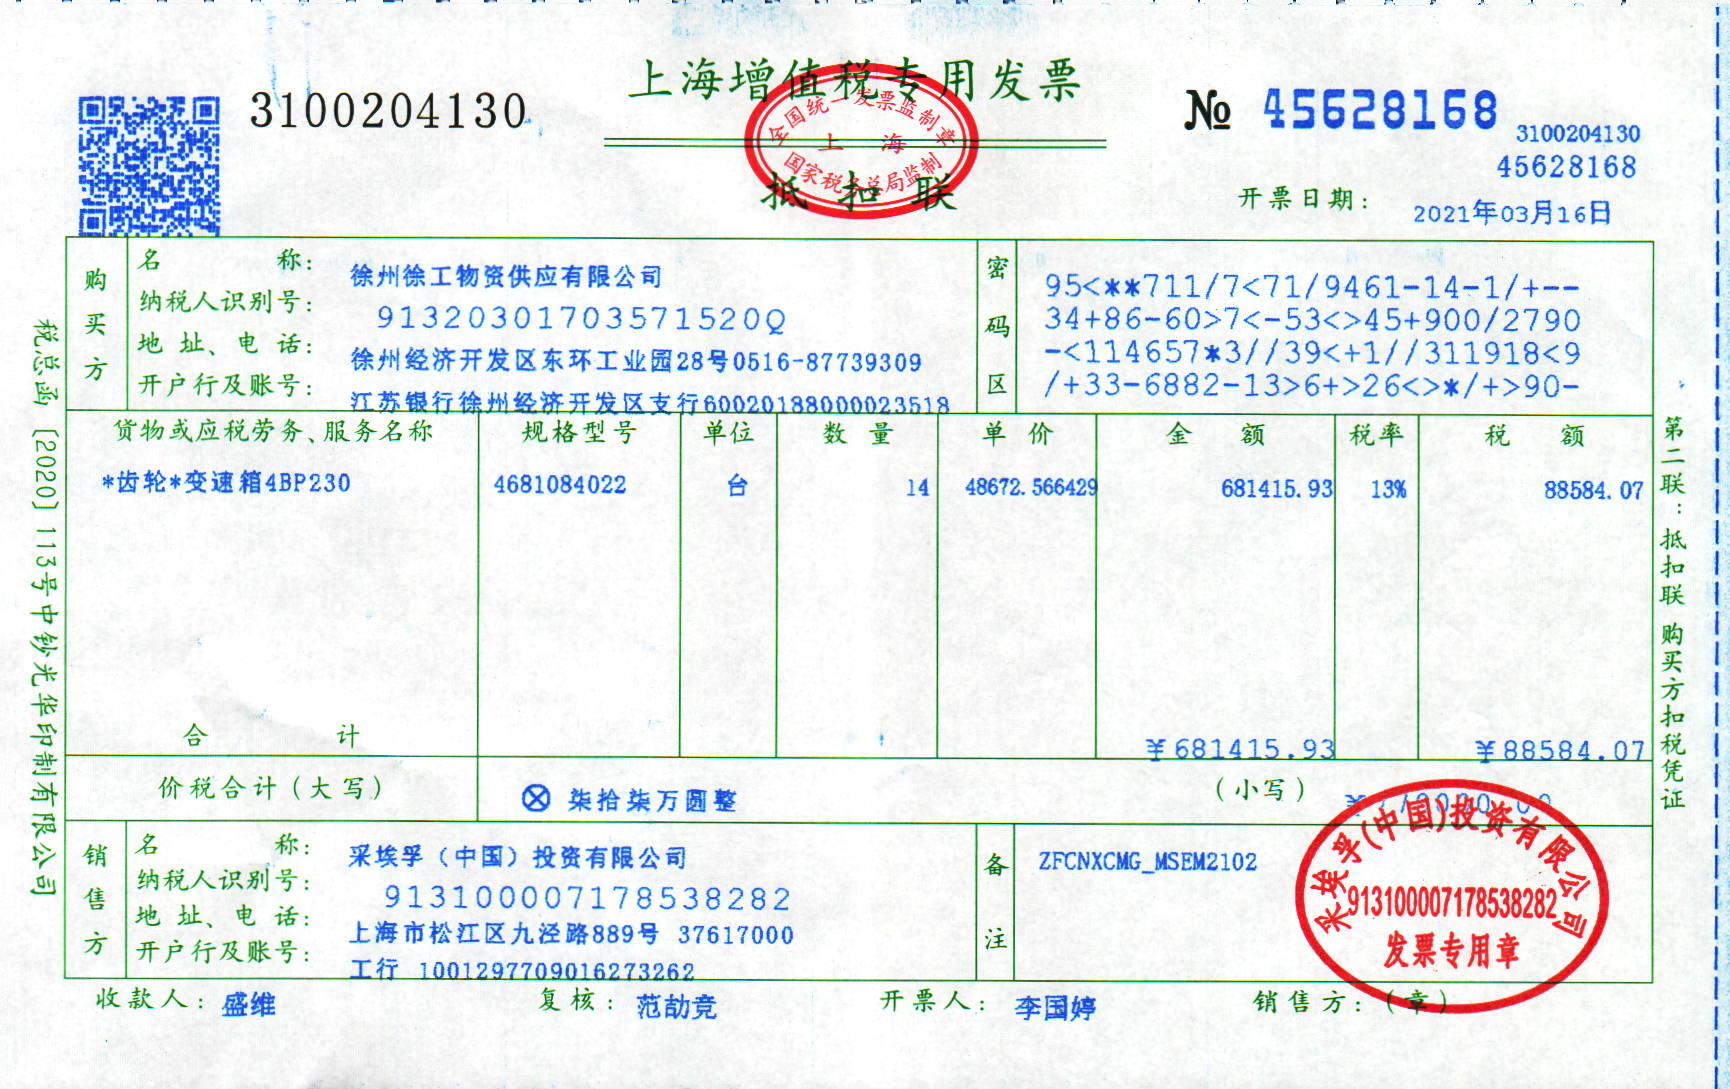 上海增值税专用发票
3100204130
№ 45628168
3100204130
45628168
全国统一发票监制章
上海
国家税务总局监制
抵扣联
开票日期: 2021年03月16日
购买方
名称: 徐州徐工物资供应有限公司
纳税人识别号: 91320301703571520Q
地址、电话: 徐州经济开发区东环工业园28号0516-87739309
开户行及账号: 江苏银行徐州经济开发区支行60020188000023518
密码区
95<**711/7<71/9461-14-1/+--
34+86-60>7<-53<>45+900/2790
-<114657*3//39<+1//311918<9
/+33-6882-13>6+>26<>*/+>90-
货物或应税劳务、服务名称 规格型号 单位 数量 单价 金额 税率 税额
*齿轮*变速箱4BP230 4681084022 台 14 48672.566429 681415.93 13% 88584.07
合计 ¥681415.93 ¥88584.07
价税合计(大写) ⊗ 柒拾柒万圆整 (小写)
销售方
名称: 采埃孚(中国)投资有限公司
纳税人识别号: 913100007178538282
地址、电话: 上海市松江区九泾路889号 37617000
开户行及账号: 工行 1001297709016273262
备注
ZFCNXCMG_MSEM2102
采埃孚(中国)投资有限公司
913100007178538282
发票专用章
收款人: 盛维 复核: 范劼竞 开票人: 李国婷 销售方:(章)
税总函〔2020〕113号中钞光华印制有限公司
第二联:抵扣联 购买方扣税凭证